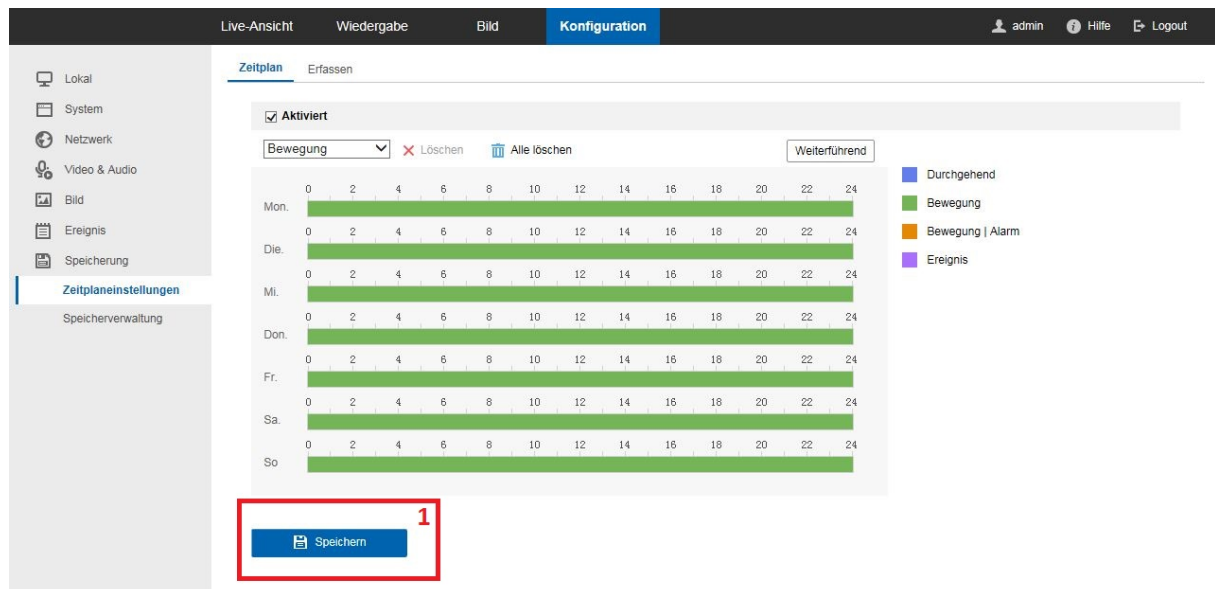 Live-Ansicht Wiedergabe Bild Konfiguration admin Hilfe Logout
Lokal
System
Netzwerk
Video & Audio
Bild
Ereignis
Speicherung
Zeitplaneinstellungen
Speicherverwaltung
Zeitplan Erfassen
Aktiviert
Bewegung Löschen Alle löschen Weiterführend
0 2 4 6 8 10 12 14 16 18 20 22 24
Mon.
0 2 4 6 8 10 12 14 16 18 20 22 24
Die.
0 2 4 6 8 10 12 14 16 18 20 22 24
Mi.
0 2 4 6 8 10 12 14 16 18 20 22 24
Don.
0 2 4 6 8 10 12 14 16 18 20 22 24
Fr.
0 2 4 6 8 10 12 14 16 18 20 22 24
Sa.
0 2 4 6 8 10 12 14 16 18 20 22 24
So
Durchgehend
Bewegung
Bewegung | Alarm
Ereignis
1
Speichern